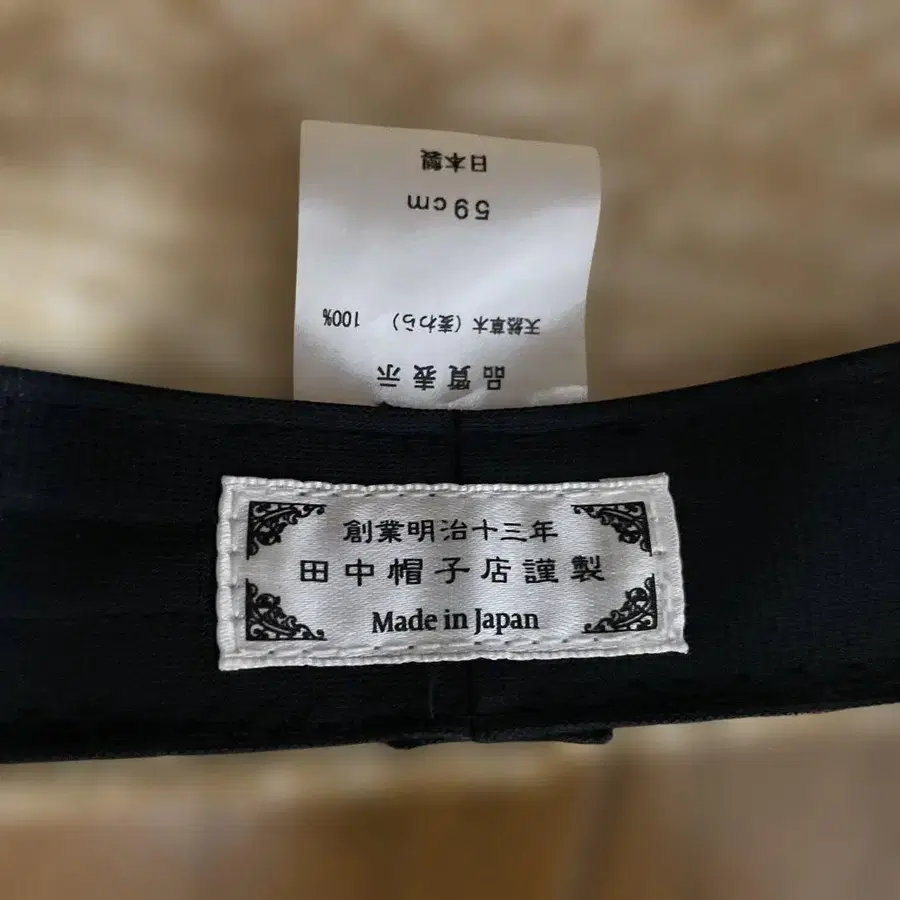 品質表示
天然草木(麦わら) 100%
59cm
日本製
創業明治十三年
田中帽子店謹製
Made in Japan